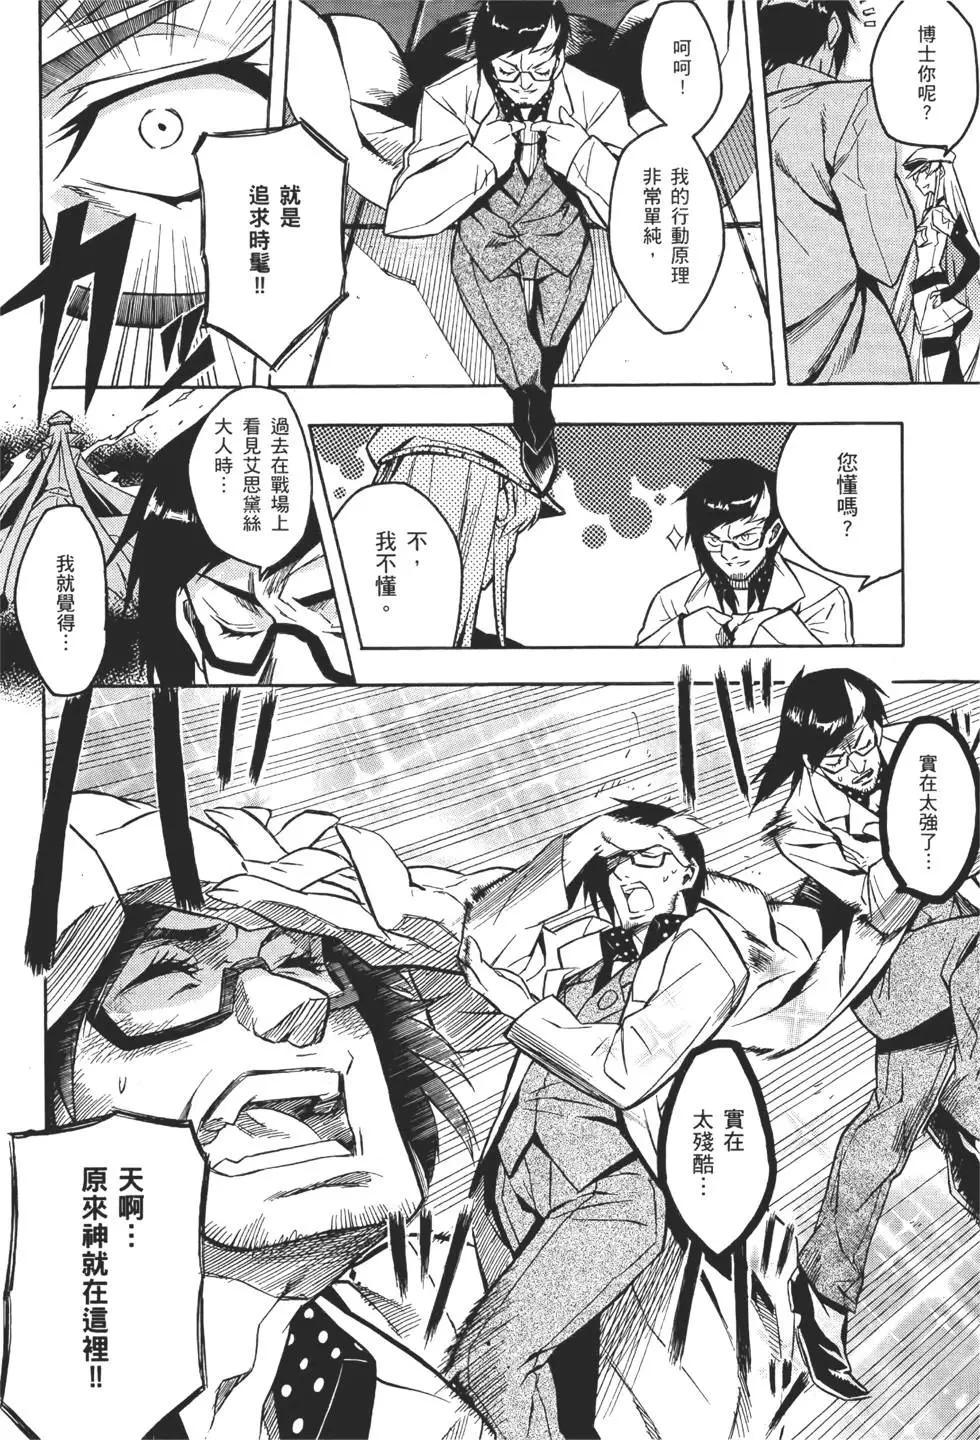 博士你呢？
呵呵！
我的行動原理
非常單純，
就是
追求時髦!!
您懂嗎？
不，
我不懂。
過去在戰場上
看見艾思黛絲
大人時…
我就覺得…
實在太強了…
實在
太殘酷…
天啊…
原來神就在這裡!!